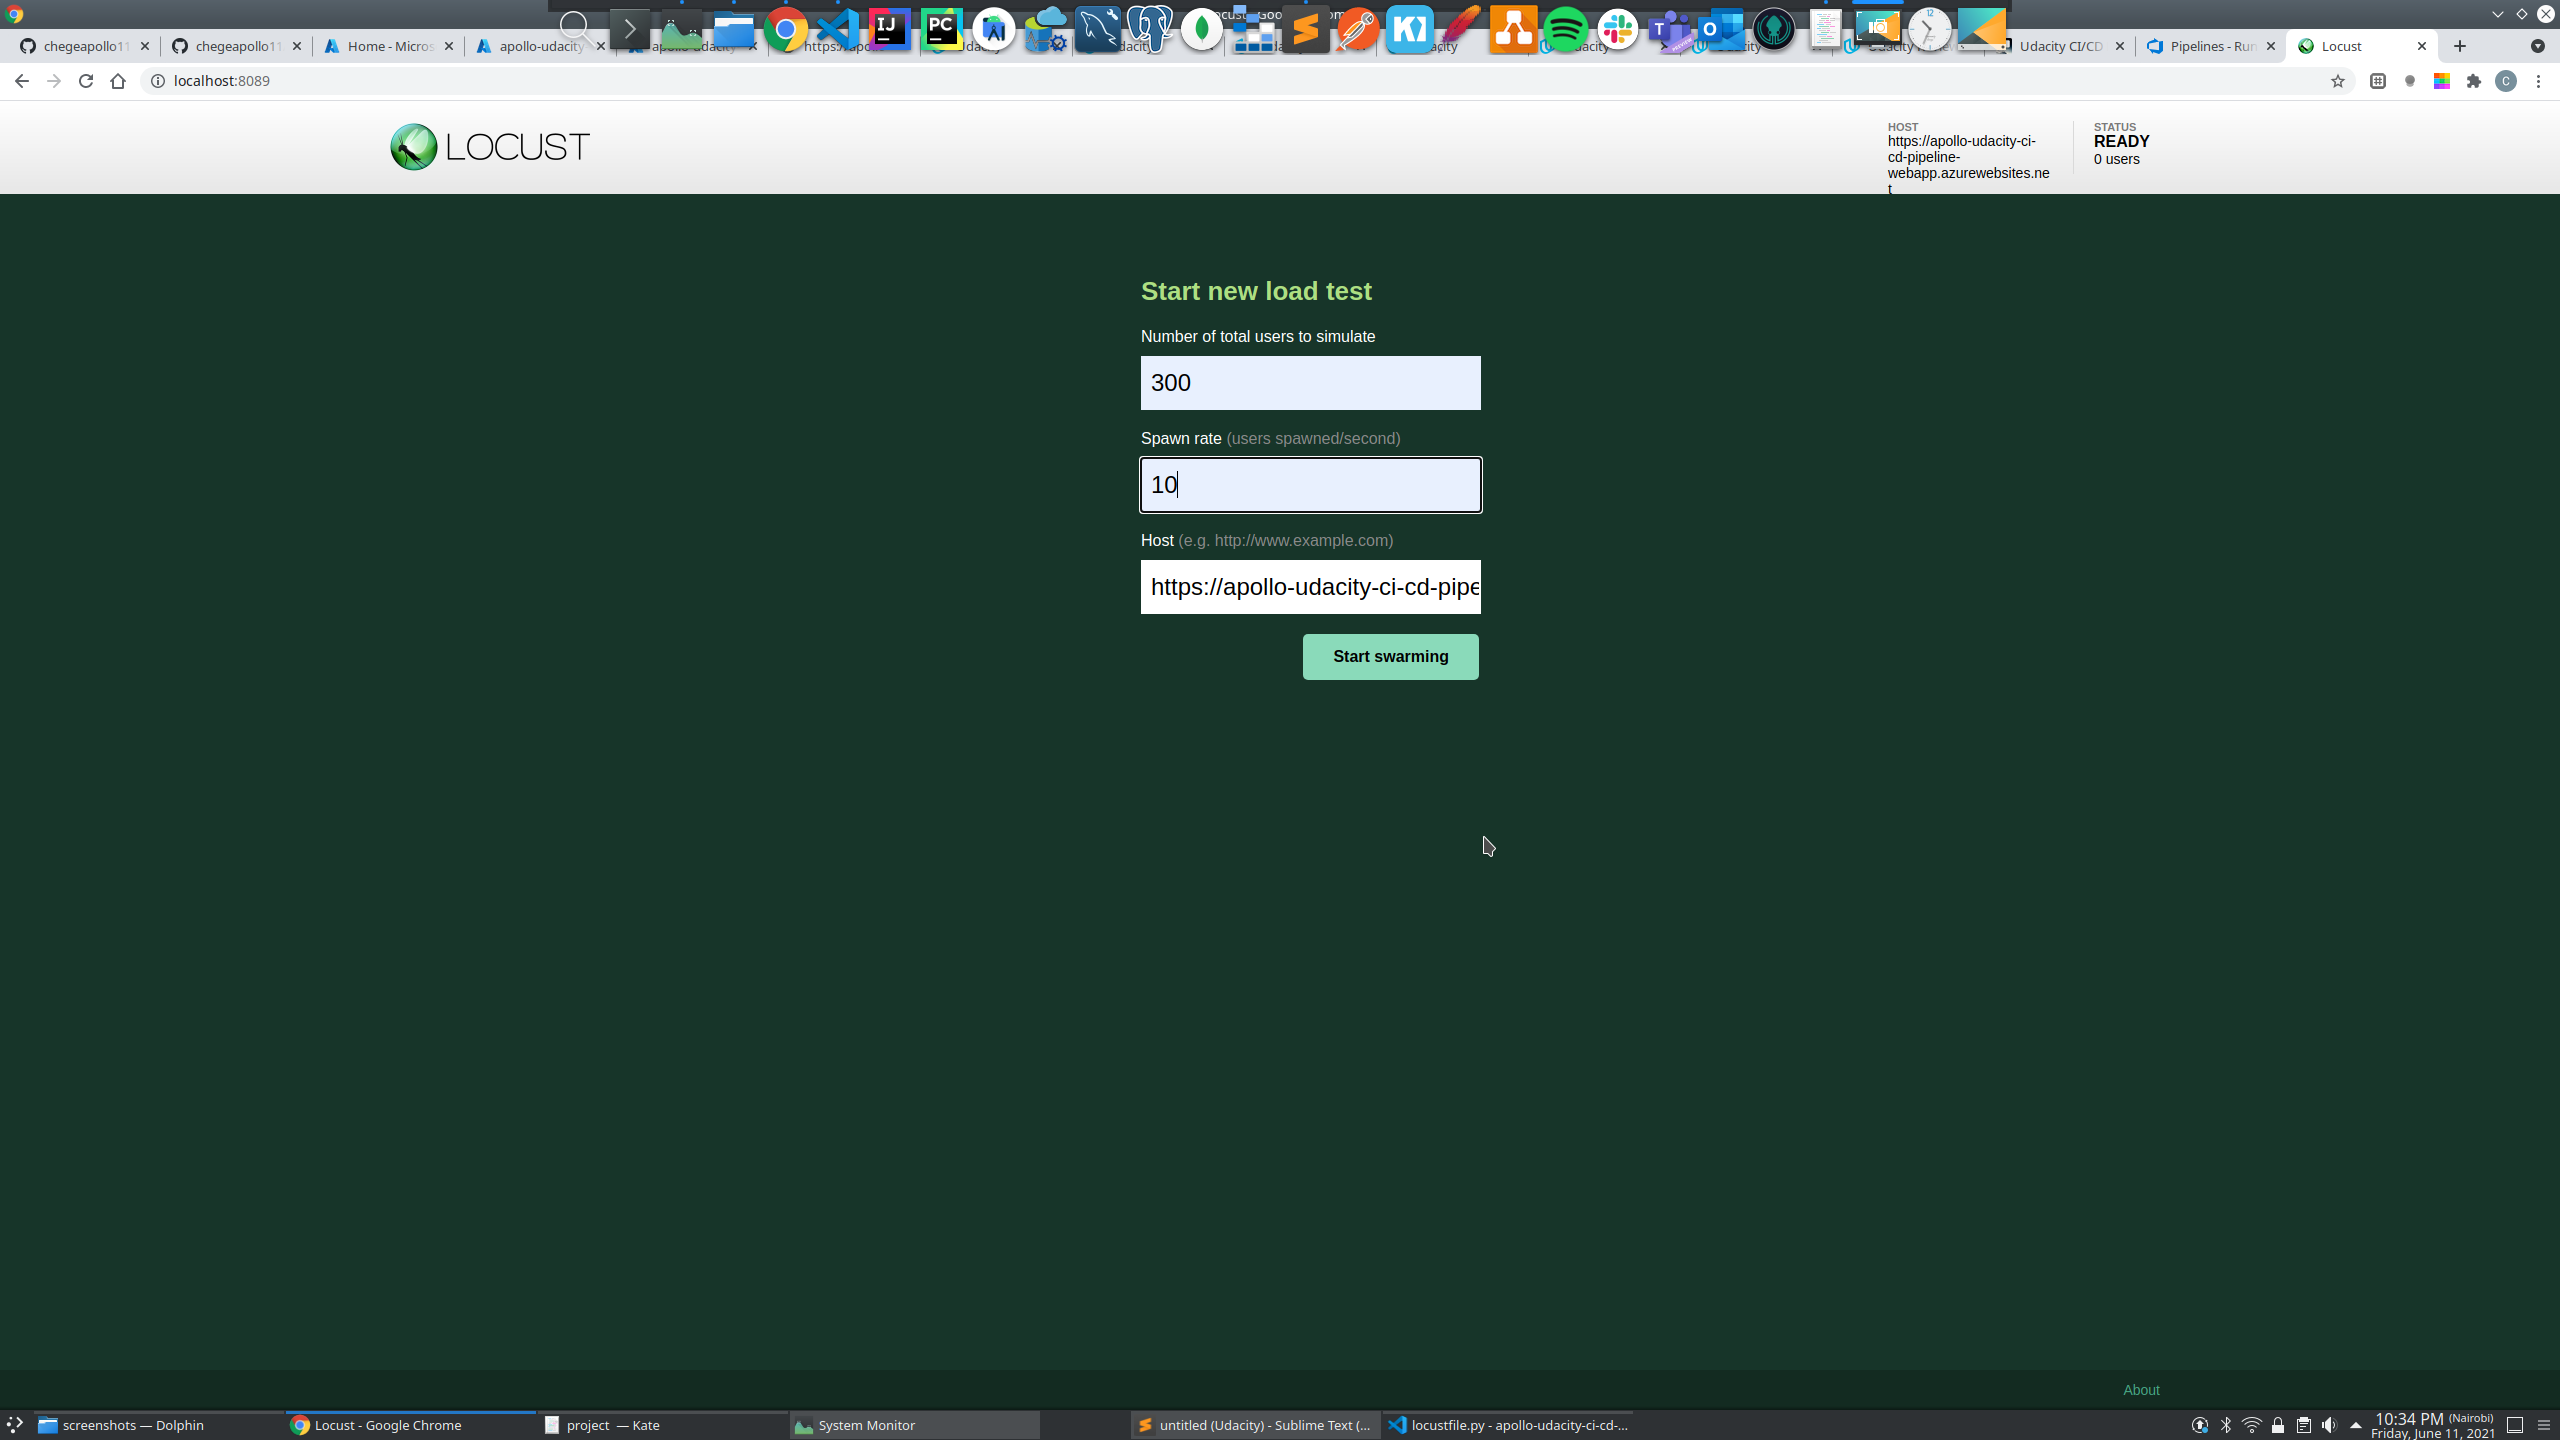 chegeapollo11
chegeapollo11
Home - Micros
apollo-udacity
Udacity CI/CD
Pipelines - Run
Locust
localhost:8089
LOCUST
HOST
https://apollo-udacity-ci-
cd-pipeline-
webapp.azurewebsites.ne
t
STATUS
READY
0 users
Start new load test
Number of total users to simulate
300
Spawn rate (users spawned/second)
10
Host (e.g. http://www.example.com)
https://apollo-udacity-ci-cd-pipe
Start swarming
About
screenshots — Dolphin
Locust - Google Chrome
project — Kate
System Monitor
untitled (Udacity) - Sublime Text (...
locustfile.py - apollo-udacity-ci-cd-...
10:34 PM (Nairobi)
Friday, June 11, 2021